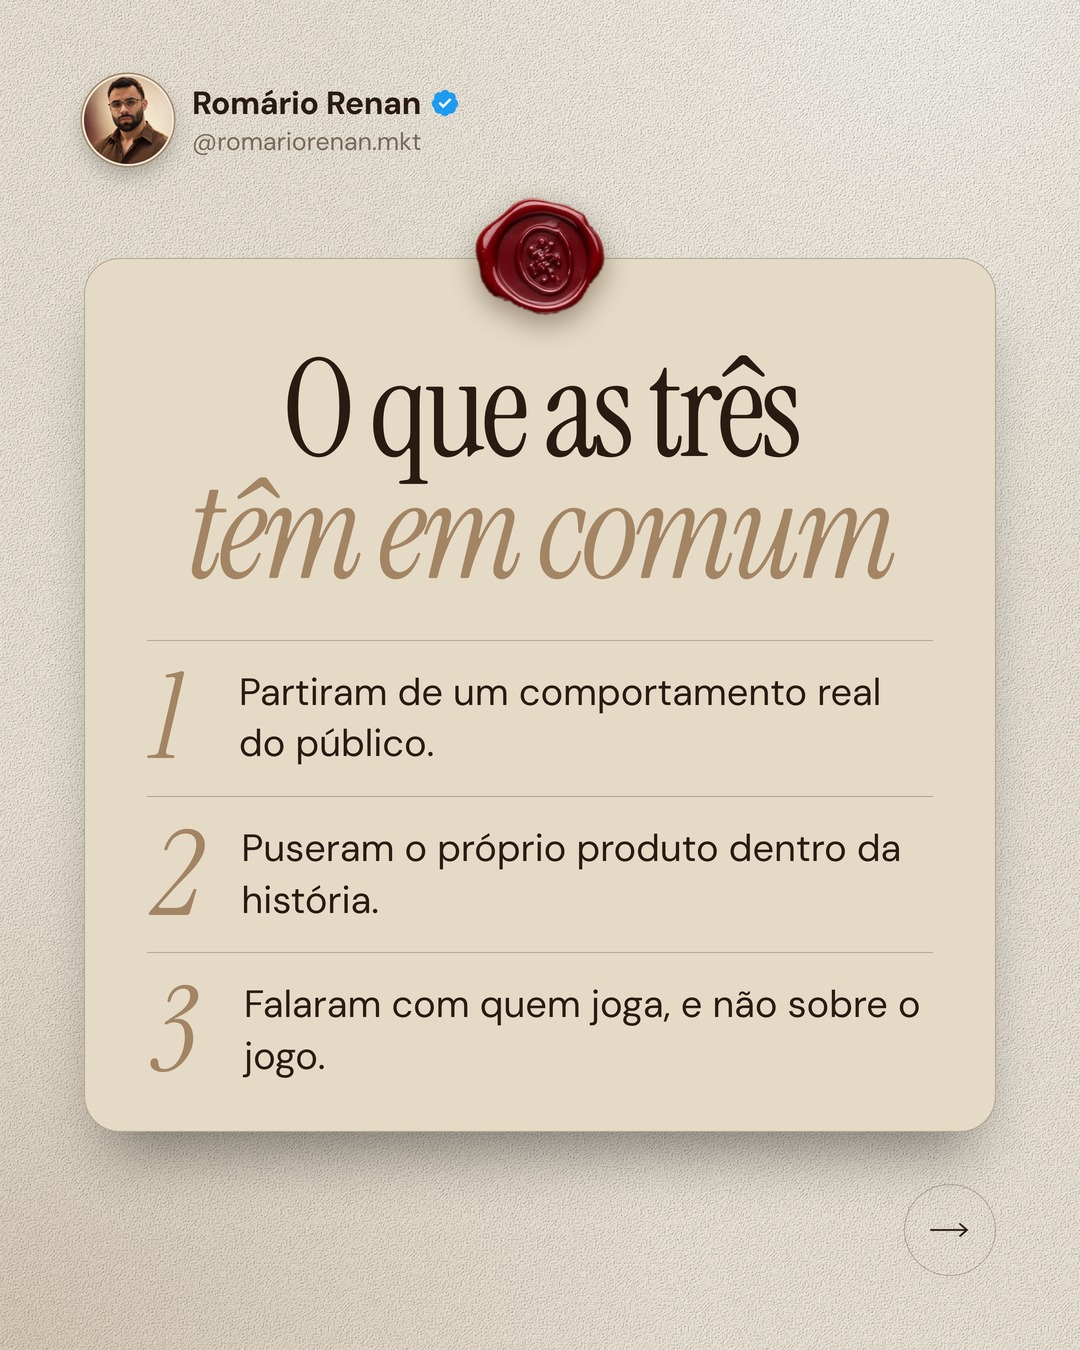 Romário Renan
@romariorenan.mkt
O que as três
têm em comum
1
Partiram de um comportamento real
do público.
2
Puseram o próprio produto dentro da
história.
3
Falaram com quem joga, e não sobre o
jogo.